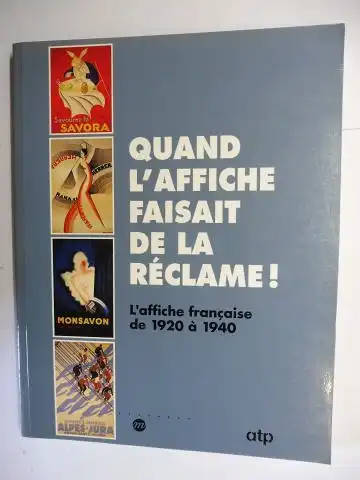 Savourez la
SAVORA
MONSAVON
ALPES & JURA
QUAND
L'AFFICHE
FAISAIT
DE LA
RÉCLAME !
L'affiche française
de 1920 à 1940
m
atp